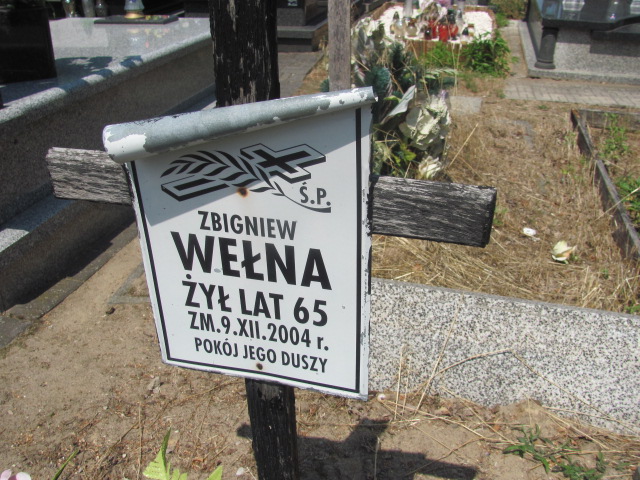 Ś.P.
ZBIGNIEW
WEŁNA
ŻYŁ LAT 65
ZM.9.XII.2004 r.
POKÓJ JEGO DUSZY